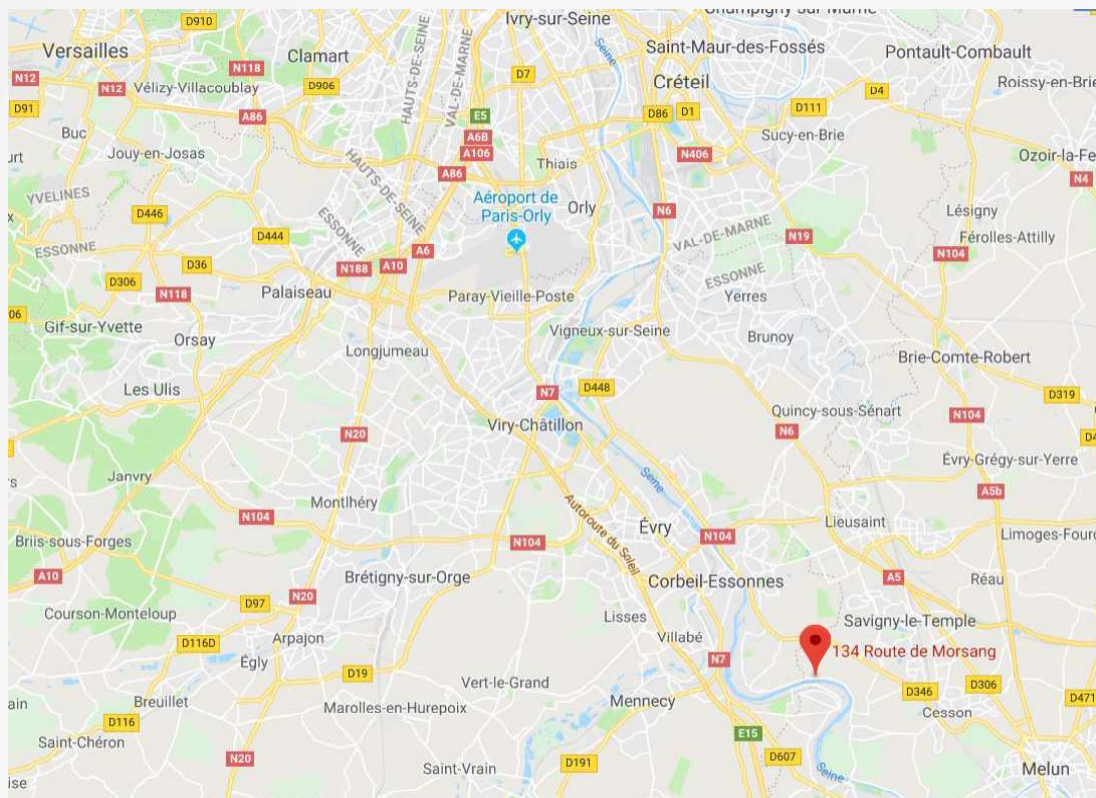 D910
Ivry-sur-Seine
Versailles
Clamart
Saint-Maur-des-Fossés
Pontault-Combault
N12
N118
HAUTS-DE-SEINE
VAL-DE-MARNE
D7
Seine
Créteil
Roissy-en-Brie
N12
Vélizy-Villacoublay
D906
D4
D91
A86
E5
D86
D1
D111
Buc
A6B
Sucy-en-Brie
Jouy-en-Josas
A106
Thiais
N406
Ozoir-la-Fe
A86
N4
YVELINES
HAUTS-DE-SEINE
Aéroport de
Paris-Orly
Orly
N6
D446
Lésigny
ESSONNE
D444
ESSONNE
VAL-DE-MARNE
N19
Férolles-Attilly
A6
N104
D36
N188
A10
ESSONNE
D306
N118
Palaiseau
Paray-Vieille-Poste
Yerres
Gif-sur-Yvette
Orsay
Vigneux-sur-Seine
Brunoy
Longjumeau
Brie-Comte-Robert
Les Ulis
N7
D448
D319
Quincy-sous-Sénart
N104
N20
Viry-Châtillon
N6
Évry-Grégy-sur-Yerre
Janvry
Seine
A5b
Montlhéry
Autoroute du Soleil
N104
Évry
Lieusaint
Briis-sous-Forges
N104
N104
Limoges-Fourc
A10
Brétigny-sur-Orge
Corbeil-Essonnes
A5
Réau
Courson-Monteloup
D97
N20
Lisses
Savigny-le-Temple
D116D
Arpajon
Villabé
134 Route de Morsang
Égly
D19
Vert-le-Grand
N7
D346
D306
D471
Breuillet
Marolles-en-Hurepoix
Mennecy
Cesson
D116
E15
Saint-Chéron
N20
D191
D607
Saint-Vrain
Seine
Melun